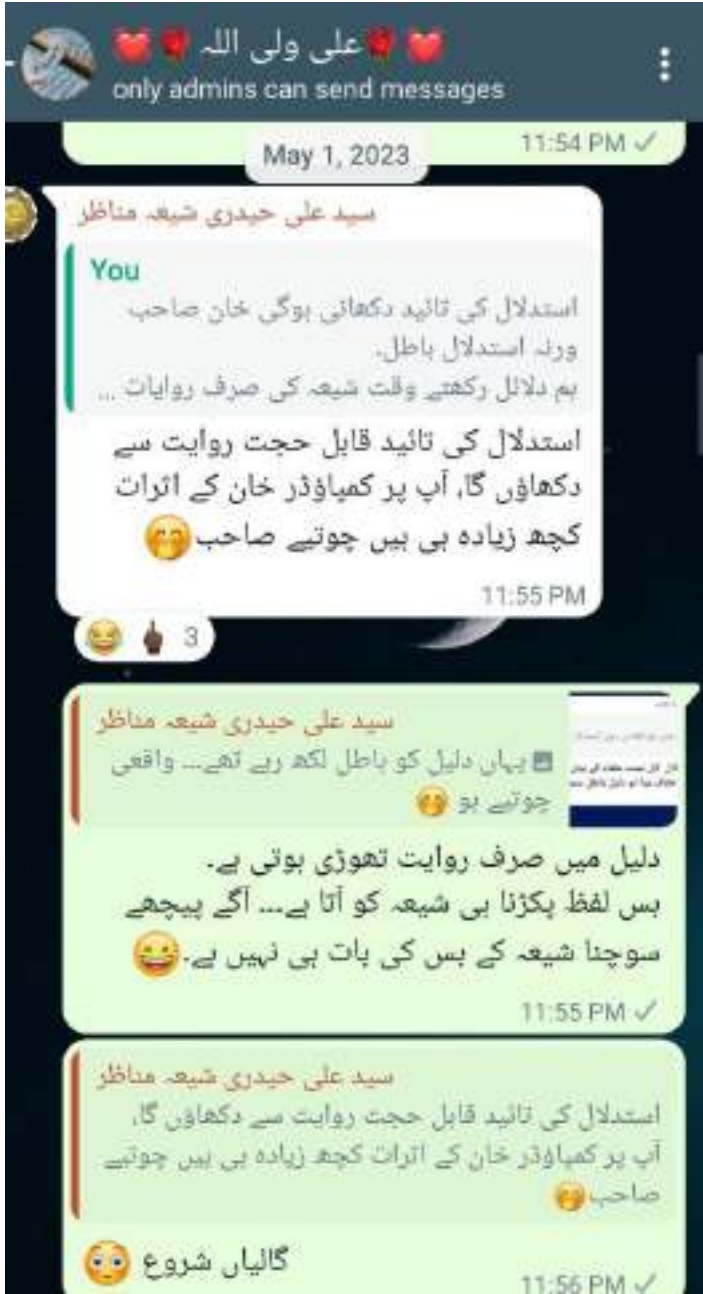 ❤️🌹علی ولی اللہ🌹❤️
only admins can send messages
11:54 PM ✓
May 1, 2023
سید علی حیدری شیعہ مناظر
You
استدلال کی تائید دکھانی ہوگی خان صاحب
ورنہ استدلال باطل۔
ہم دلائل رکھتے وقت شیعہ کی صرف روایات ...
استدلال کی تائید قابل حجت روایت سے
دکھاؤں گا، آپ پر کمپاؤڈر خان کے اثرات
کچھ زیادہ ہی ہیں چوتیے صاحب🤭
11:55 PM
😂 🖕🏿 3
سید علی حیدری شیعہ مناظر
یہاں دلیل کو باطل لکھ رہے تھے... واقعی
چوتیے ہو 🤭
دلیل میں صرف روایت تھوڑی ہوتی ہے۔
بس لفظ پکڑنا ہی شیعہ کو آتا ہے... آگے پیچھے
سوچنا شیعہ کے بس کی بات ہی نہیں ہے۔😀
11:55 PM ✓
سید علی حیدری شیعہ مناظر
استدلال کی تائید قابل حجت روایت سے دکھاؤں گا،
آپ پر کمپاؤڈر خان کے اثرات کچھ زیادہ ہی ہیں چوتیے
صاحب🤭
گالیاں شروع 😳
11:56 PM ✓